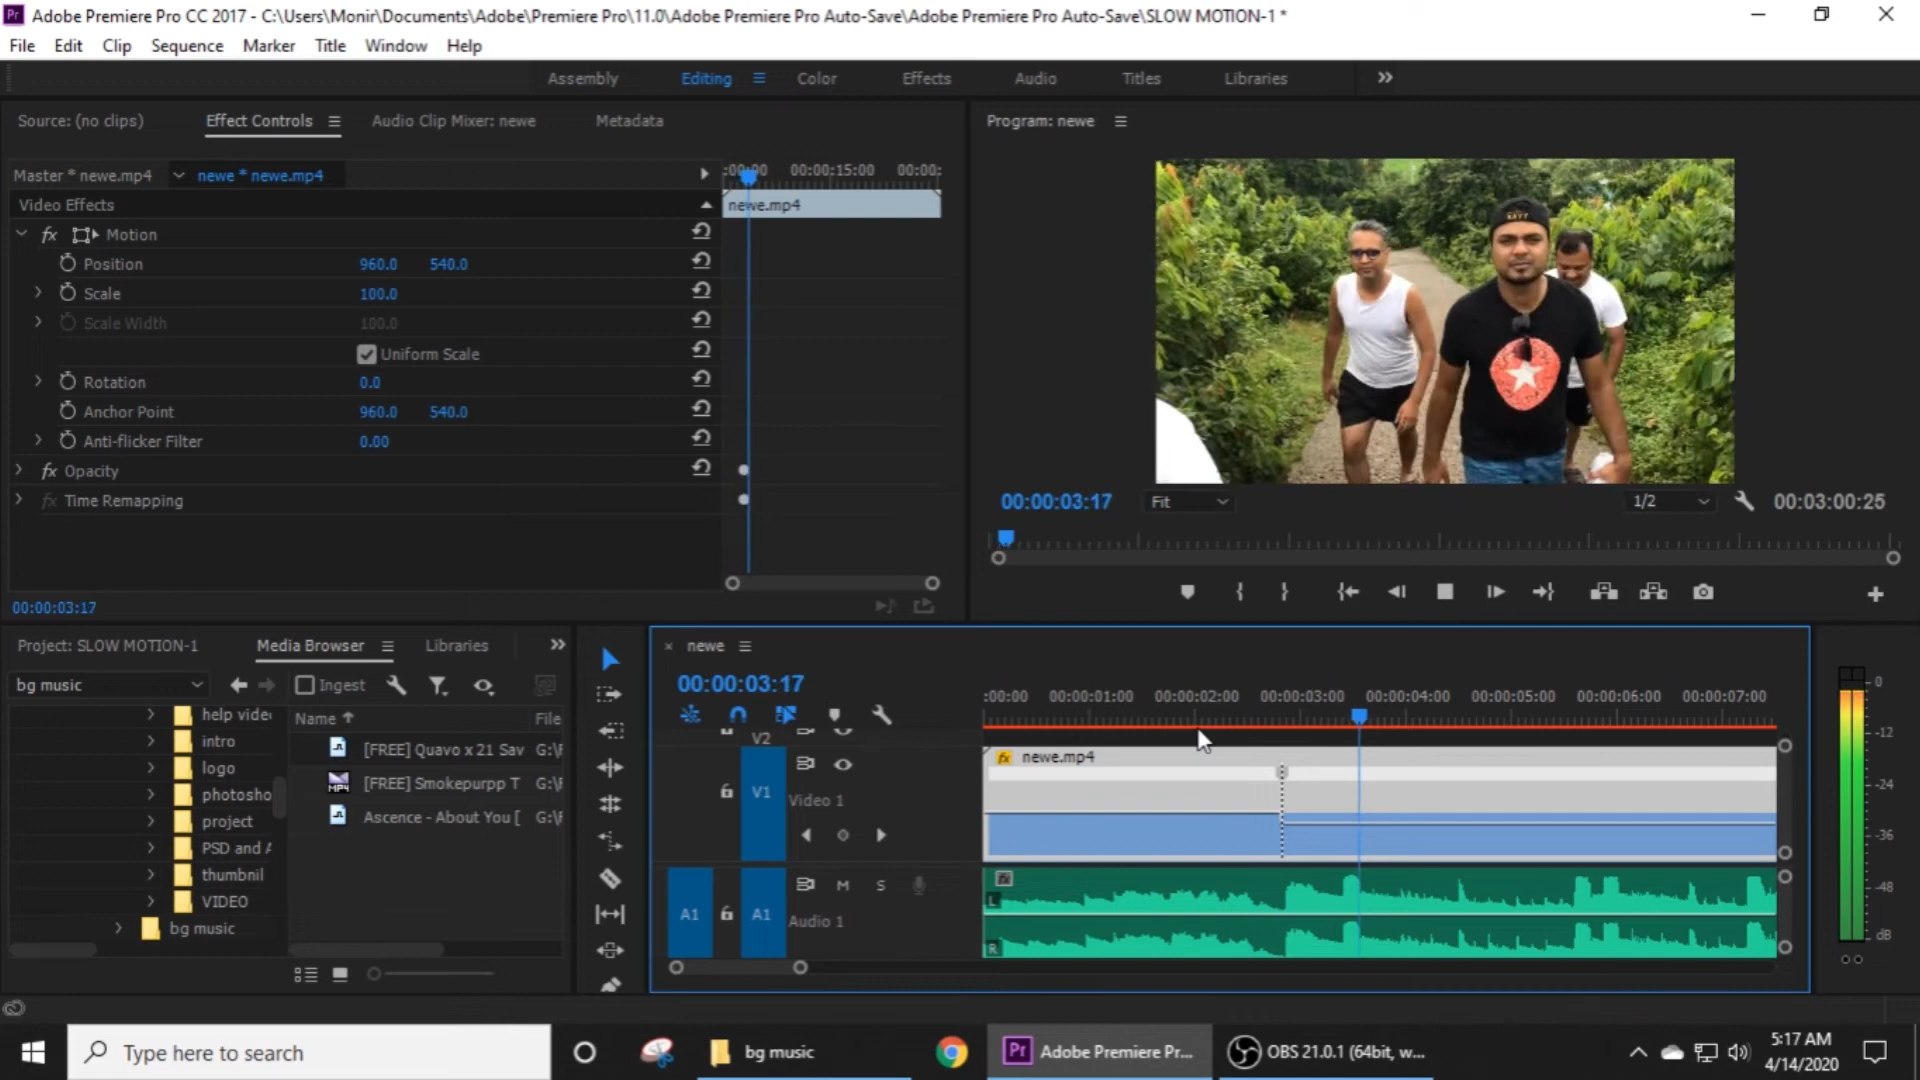 Adobe Premiere Pro CC 2017 - C:\Users\Monir\Documents\Adobe\Premiere Pro\11.0\Adobe Premiere Pro Auto-Save\Adobe Premiere Pro Auto-Save\SLOW MOTION-1 *
File Edit Clip Sequence Marker Title Window Help
Assembly Editing Color Effects Audio Titles Libraries
Source: (no clips) Effect Controls Audio Clip Mixer: newe Metadata
Program: newe
Master * newe.mp4 newe * newe.mp4
:00:00 00:00:15:00 00:00:
Video Effects
newe.mp4
fx Motion
Position 960.0 540.0
Scale 100.0
Scale Width 100.0
Uniform Scale
Rotation 0.0
Anchor Point 960.0 540.0
Anti-flicker Filter 0.00
fx Opacity
fx Time Remapping
00:00:03:17
NAVY
00:00:03:17 Fit 1/2 00:03:00:25
Project: SLOW MOTION-1 Media Browser Libraries
bg music Ingest
Name File
help vide
intro
logo
photosho
project
PSD and A
thumbnail
VIDEO
bg music
[FREE] Quavo x 21 Sav G:\
MP4 [FREE] Smokepurpp T G:\
Ascence - About You [ G:\
newe
00:00:03:17
:00:00 00:00:01:00 00:00:02:00 00:00:03:00 00:00:04:00 00:00:05:00 00:00:06:00 00:00:07:00
V2
fx newe.mp4
V1 Video 1
A1 A1 M S Audio 1
fx
L
R
0
-12
-24
-36
-48
dB
Type here to search
bg music
Pr Adobe Premiere Pr...
OBS 21.0.1 (64bit, w...
5:17 AM
4/14/2020